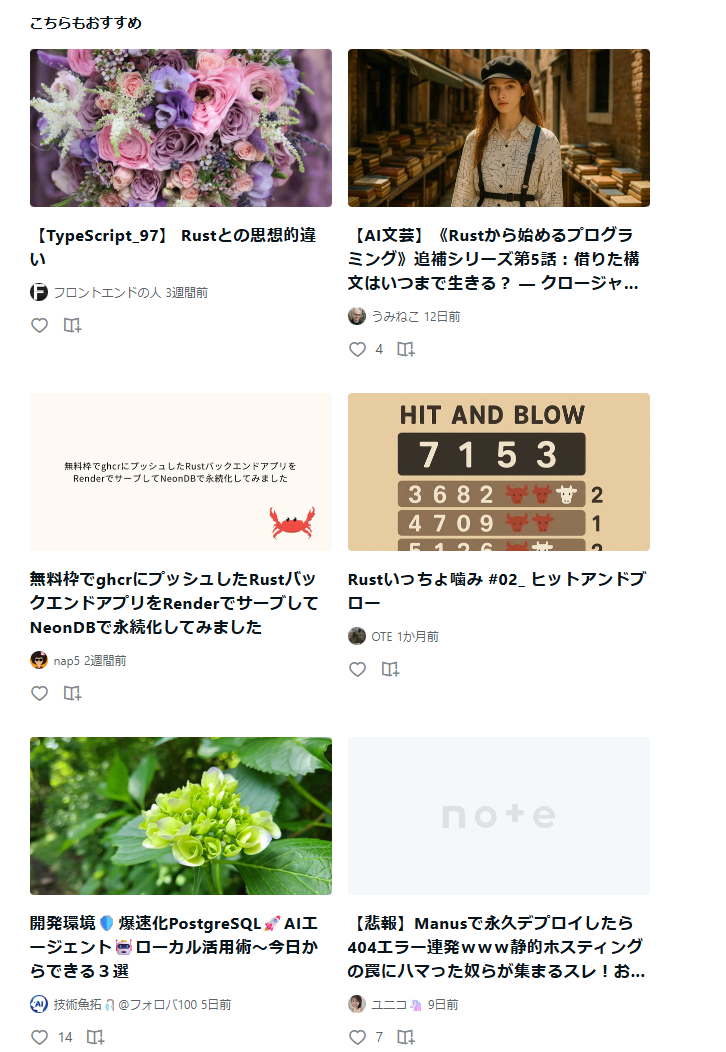 こちらもおすすめ
【TypeScript_97】 Rustとの思想的違
い
フロントエンドの人 3週間前
【AI文芸】《Rustから始めるプログラ
ミング》追補シリーズ第5話：借りた構
文はいつまで生きる？ ― クロージャ...
うみねこ 12日前
4
無料枠でghcrにプッシュしたRustバックエンドアプリを
RenderでサーブしてNeonDBで永続化してみました
無料枠でghcrにプッシュしたRustバッ
クエンドアプリをRenderでサーブして
NeonDBで永続化してみました
nap5 2週間前
HIT AND BLOW
7 1 5 3
3 6 8 2 2
4 7 0 9 1
5 1 2 6 2
Rustいっちょ噛み #02_ ヒットアンドブ
ロー
OTE 1か月前
開発環境🛡️爆速化PostgreSQL🚀AIエ
ージェント🤖ローカル活用術～今日か
らできる３選
AI 技術魚拓🎣@フォロバ100 5日前
14
note
【悲報】Manusで永久デプロイしたら
404エラー連発ｗｗｗ静的ホスティング
の罠にハマった奴らが集まるスレ！お...
ユニコ🦄 9日前
7